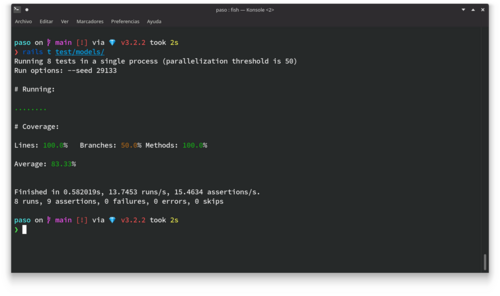 paso : fish — Konsole <2>
Archivo Editar Ver Marcadores Preferencias Ayuda
paso on main [!] via 💎 v3.2.2 took 2s
❯ rails t test/models/
Running 8 tests in a single process (parallelization threshold is 50)
Run options: --seed 29133
# Running:
........
# Coverage:
Lines: 100.0% Branches: 50.0% Methods: 100.0%
Average: 83.33%
Finished in 0.582019s, 13.7453 runs/s, 15.4634 assertions/s.
8 runs, 9 assertions, 0 failures, 0 errors, 0 skips
paso on main [!] via 💎 v3.2.2 took 2s
❯